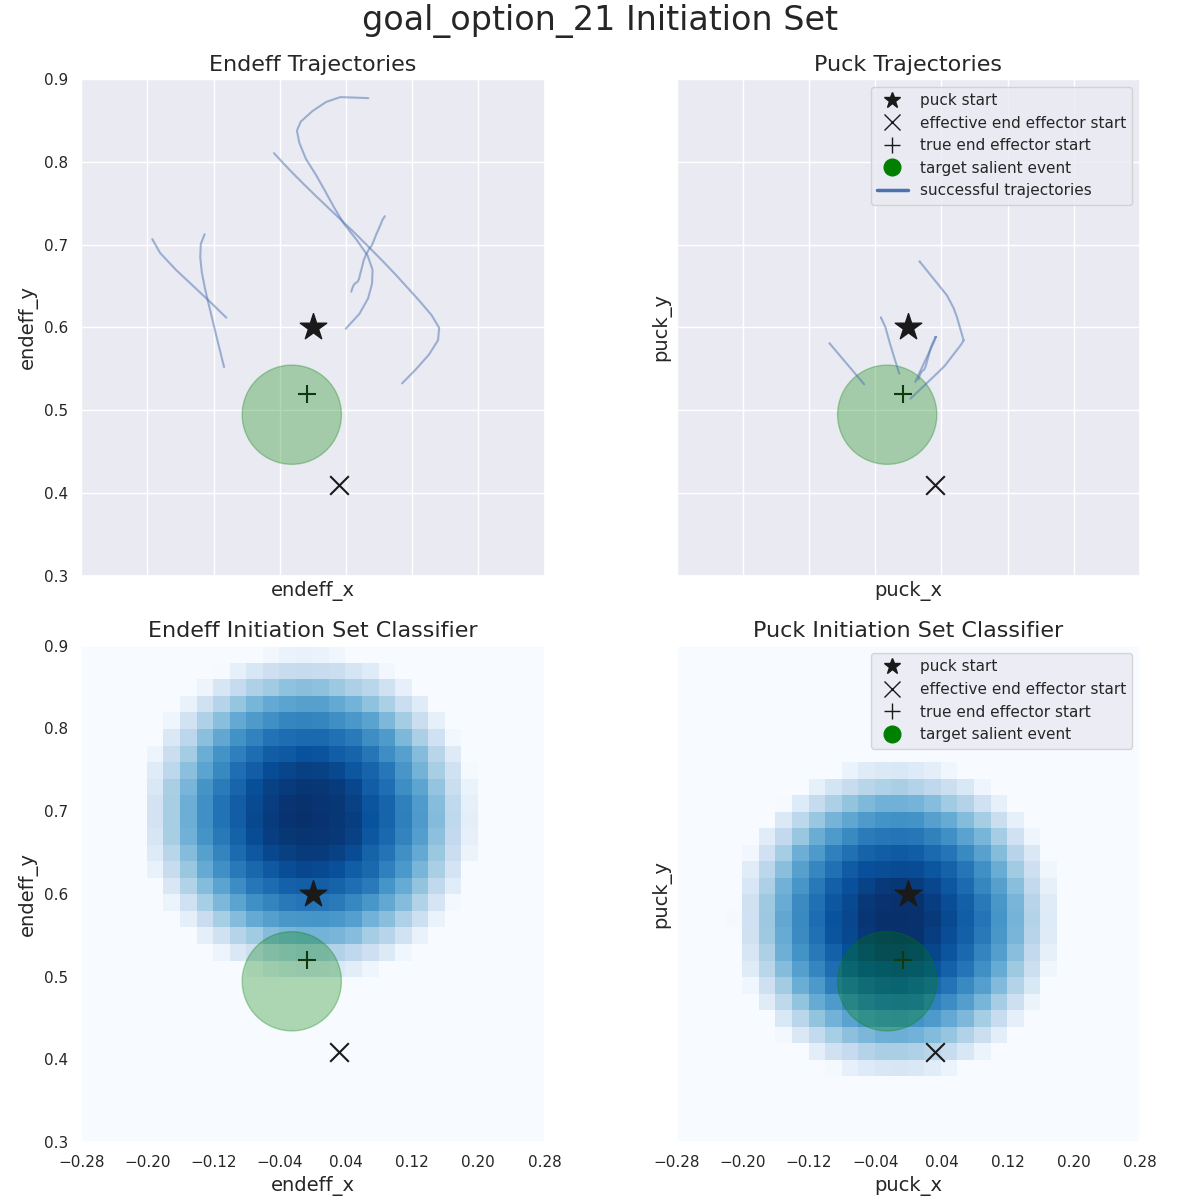 goal_option_21 Initiation Set
Endeff Trajectories
Puck Trajectories
0.9
0.8
0.7
0.6
0.5
0.4
0.3
endeff_y
endeff_x
puck start
effective end effector start
true end effector start
target salient event
successful trajectories
puck_y
puck_x
Endeff Initiation Set Classifier
Puck Initiation Set Classifier
0.9
0.8
0.7
0.6
0.5
0.4
0.3
endeff_y
−0.28 −0.20 −0.12 −0.04 0.04 0.12 0.20 0.28
endeff_x
puck start
effective end effector start
true end effector start
target salient event
puck_y
−0.28 −0.20 −0.12 −0.04 0.04 0.12 0.20 0.28
puck_x